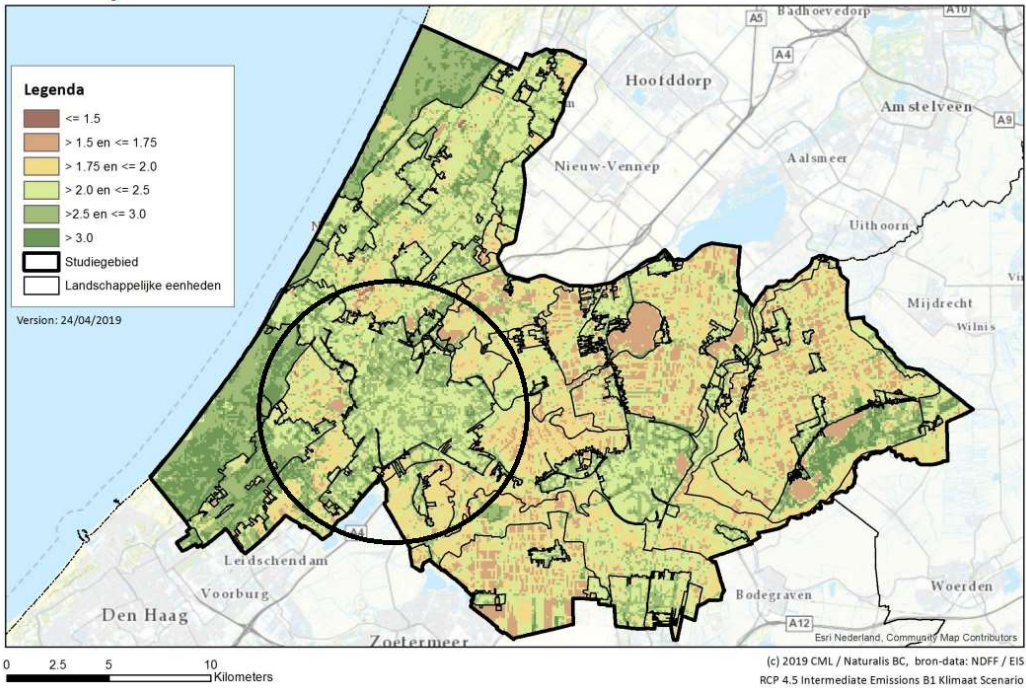 Legenda
<= 1.5
> 1.5 en <= 1.75
> 1.75 en <= 2.0
> 2.0 en <= 2.5
>2.5 en <= 3.0
> 3.0
Studiegebied
Landschappelijke eenheden
Version: 24/04/2019
Badhoevedorp
A5
A10
A4
Hoofddorp
Amstelveen
A9
Nieuw-Vennep
Aalsmeer
Uithoorn
Mijdrecht
Wilnis
A4
Leidschendam
Voorburg
Den Haag
Zoetermeer
Bodegraven
Woerden
A12
Esri Nederland, Community Map Contributors
0 2.5 5 10
Kilometers
(c) 2019 CML / Naturalis BC, bron-data: NDFF / EIS
RCP 4.5 Intermediate Emissions B1 Klimaat Scenario